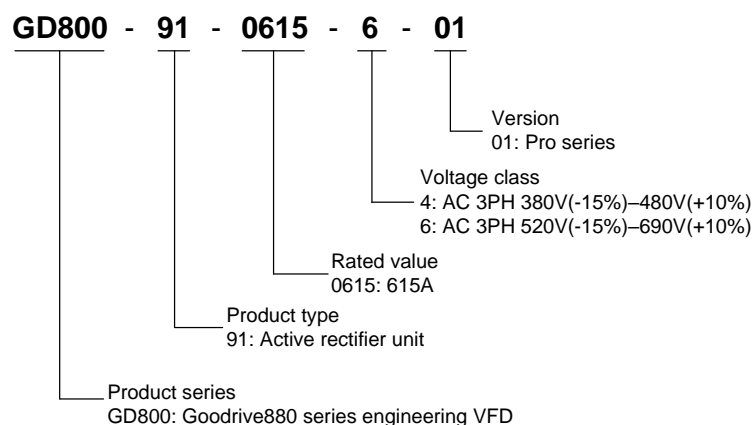 GD800 - 91 - 0615 - 6 - 01
Version
01: Pro series
Voltage class
4: AC 3PH 380V(-15%)–480V(+10%)
6: AC 3PH 520V(-15%)–690V(+10%)
Rated value
0615: 615A
Product type
91: Active rectifier unit
Product series
GD800: Goodrive880 series engineering VFD